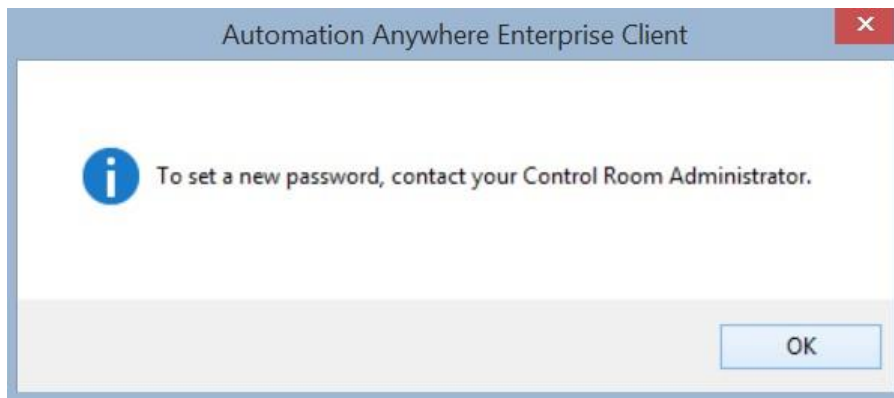 Automation Anywhere Enterprise Client
To set a new password, contact your Control Room Administrator.
OK